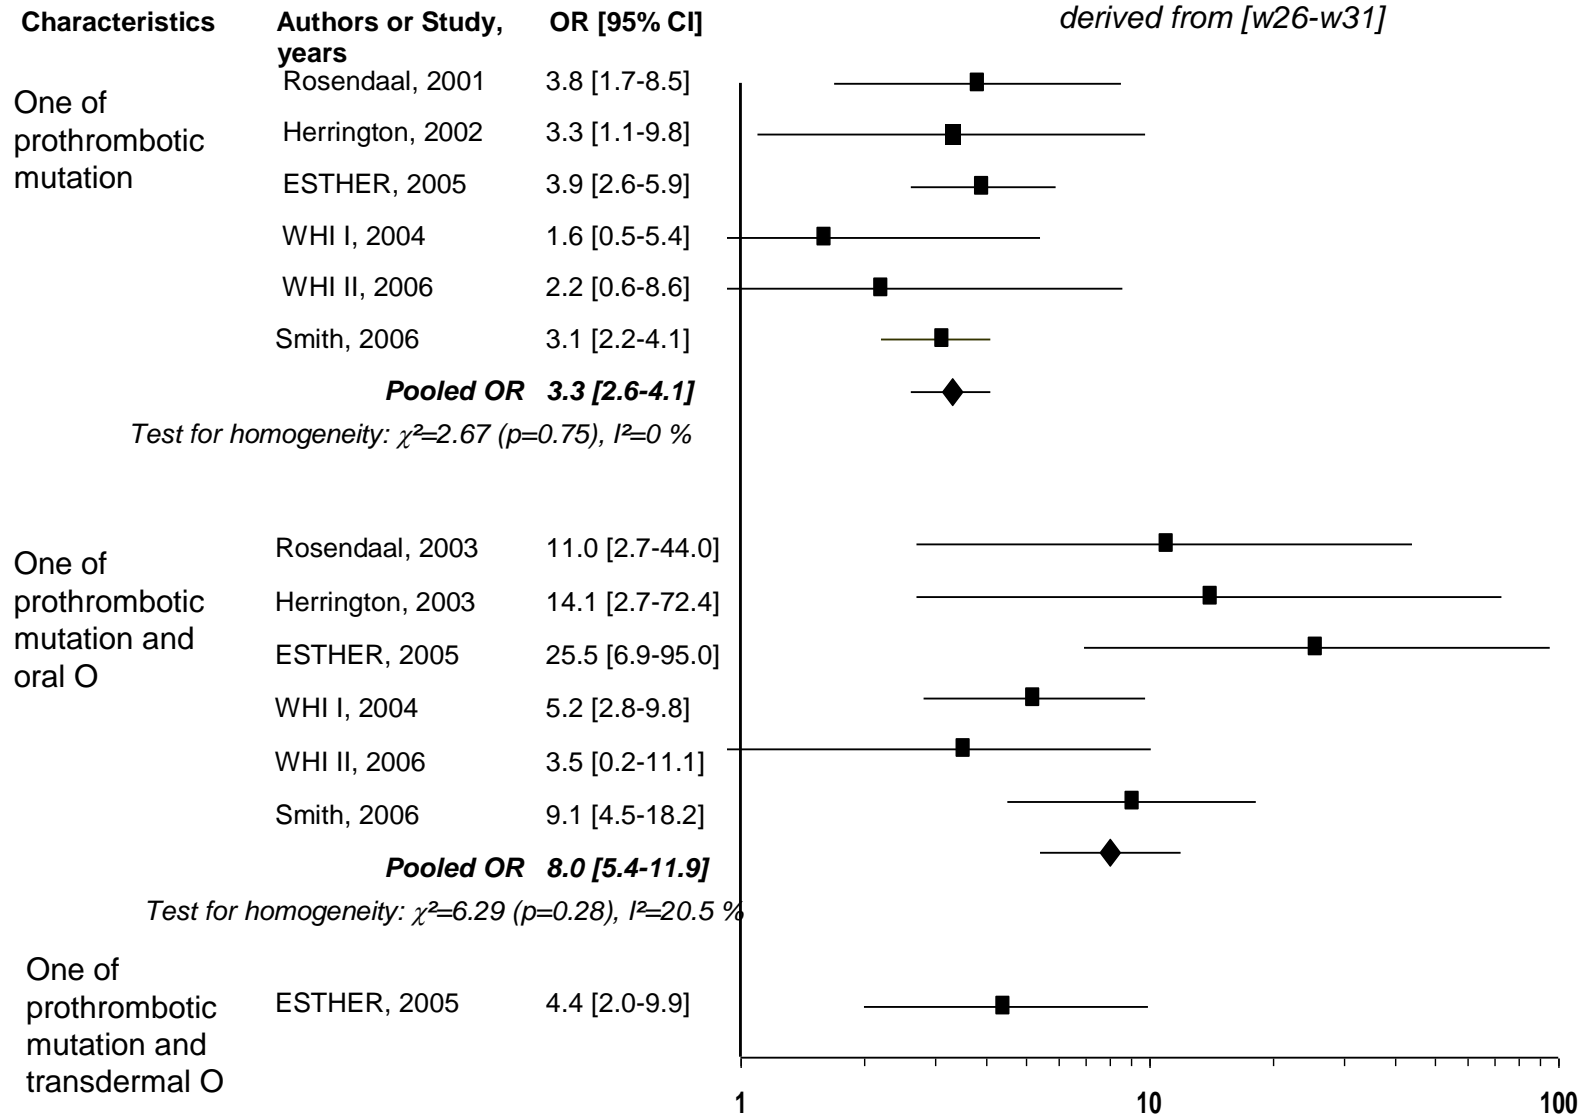 Characteristics Authors or Study, OR [95% CI] derived from [w26-w31]
years
One of
prothrombotic
mutation
Rosendaal, 2001 3.8 [1.7-8.5]
Herrington, 2002 3.3 [1.1-9.8]
ESTHER, 2005 3.9 [2.6-5.9]
WHI I, 2004 1.6 [0.5-5.4]
WHI II, 2006 2.2 [0.6-8.6]
Smith, 2006 3.1 [2.2-4.1]
Pooled OR 3.3 [2.6-4.1]
Test for homogeneity: χ²=2.67 (p=0.75), I²=0 %
One of
prothrombotic
mutation and
oral O
Rosendaal, 2003 11.0 [2.7-44.0]
Herrington, 2003 14.1 [2.7-72.4]
ESTHER, 2005 25.5 [6.9-95.0]
WHI I, 2004 5.2 [2.8-9.8]
WHI II, 2006 3.5 [0.2-11.1]
Smith, 2006 9.1 [4.5-18.2]
Pooled OR 8.0 [5.4-11.9]
Test for homogeneity: χ²=6.29 (p=0.28), I²=20.5 %
One of
prothrombotic
mutation and
transdermal O
ESTHER, 2005 4.4 [2.0-9.9]
1 10 100